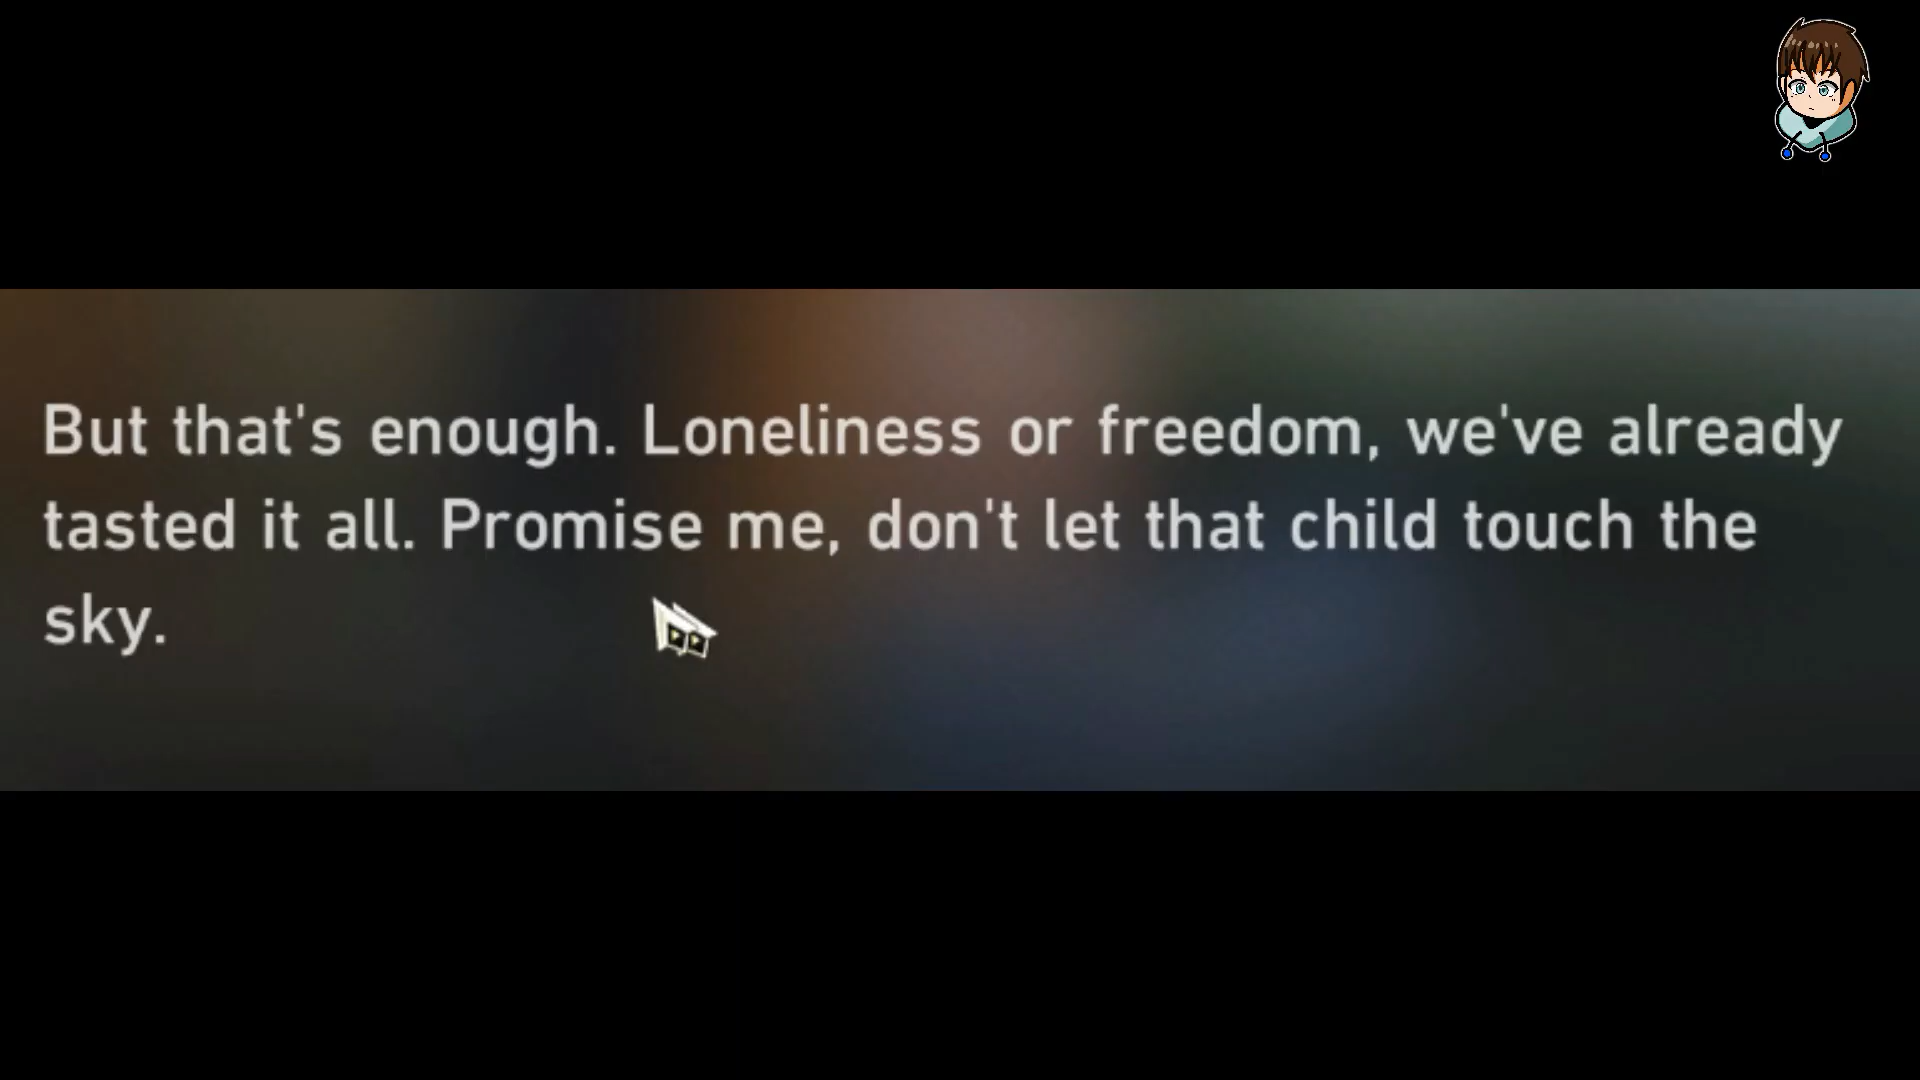 But that's enough. Loneliness or freedom, we've already
tasted it all. Promise me, don't let that child touch the
sky.